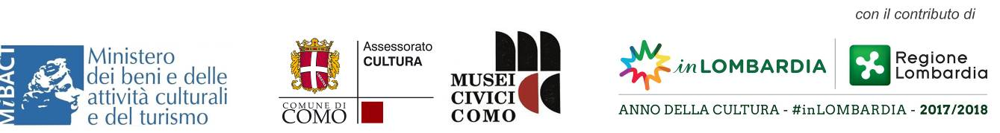 con il contributo di
MiBACT
Ministero
dei beni e delle
attività culturali
e del turismo
Assessorato
CULTURA
COMUNE DI
COMO
MUSEI
CIVICI
COMO
inLOMBARDIA
Regione
Lombardia
ANNO DELLA CULTURA - #inLOMBARDIA - 2017/2018